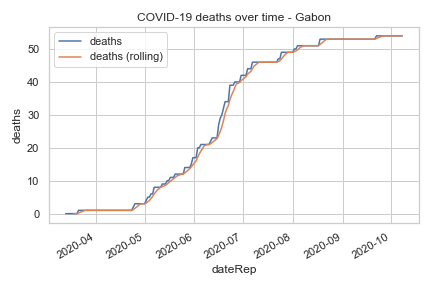 COVID-19 deaths over time - Gabon
deaths
deaths (rolling)
50
40
30
20
10
0
deaths
2020-04
2020-05
2020-06
2020-07
2020-08
2020-09
2020-10
dateRep